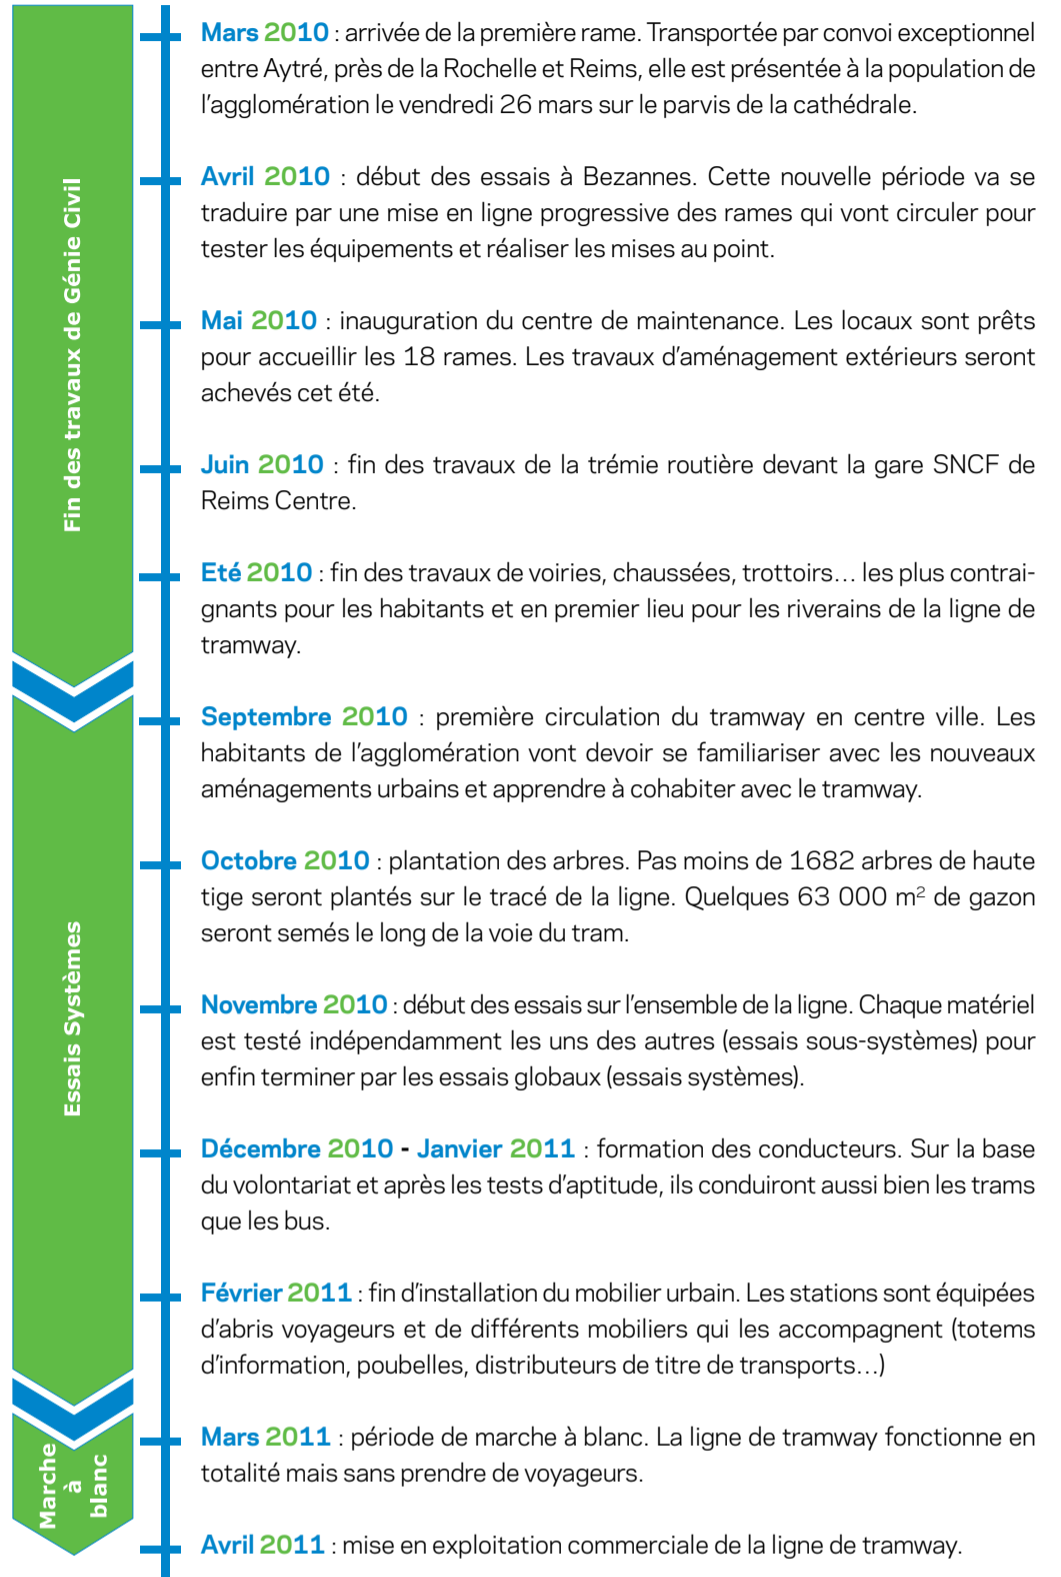 Fin des travaux de Génie Civil
Mars 2010 : arrivée de la première rame. Transportée par convoi exceptionnel
entre Aytré, près de la Rochelle et Reims, elle est présentée à la population de
l’agglomération le vendredi 26 mars sur le parvis de la cathédrale.
Avril 2010 : début des essais à Bezannes. Cette nouvelle période va se
traduire par une mise en ligne progressive des rames qui vont circuler pour
tester les équipements et réaliser les mises au point.
Mai 2010 : inauguration du centre de maintenance. Les locaux sont prêts
pour accueillir les 18 rames. Les travaux d’aménagement extérieurs seront
achevés cet été.
Juin 2010 : fin des travaux de la trémie routière devant la gare SNCF de
Reims Centre.
Eté 2010 : fin des travaux de voiries, chaussées, trottoirs… les plus contrai-
gnants pour les habitants et en premier lieu pour les riverains de la ligne de
tramway.
Essais Systèmes
Septembre 2010 : première circulation du tramway en centre ville. Les
habitants de l’agglomération vont devoir se familiariser avec les nouveaux
aménagements urbains et apprendre à cohabiter avec le tramway.
Octobre 2010 : plantation des arbres. Pas moins de 1682 arbres de haute
tige seront plantés sur le tracé de la ligne. Quelques 63 000 m² de gazon
seront semés le long de la voie du tram.
Novembre 2010 : début des essais sur l’ensemble de la ligne. Chaque matériel
est testé indépendamment les uns des autres (essais sous-systèmes) pour
enfin terminer par les essais globaux (essais systèmes).
Décembre 2010 - Janvier 2011 : formation des conducteurs. Sur la base
du volontariat et après les tests d’aptitude, ils conduiront aussi bien les trams
que les bus.
Février 2011 : fin d’installation du mobilier urbain. Les stations sont équipées
d’abris voyageurs et de différents mobiliers qui les accompagnent (totems
d’information, poubelles, distributeurs de titre de transports…)
Marche
à
blanc
Mars 2011 : période de marche à blanc. La ligne de tramway fonctionne en
totalité mais sans prendre de voyageurs.
Avril 2011 : mise en exploitation commerciale de la ligne de tramway.